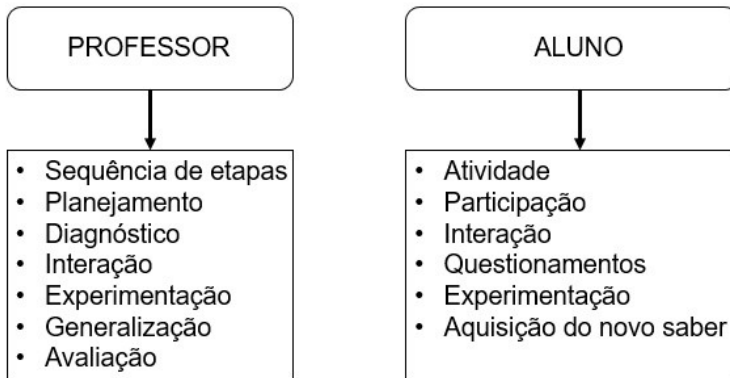 PROFESSOR
• Sequência de etapas
• Planejamento
• Diagnóstico
• Interação
• Experimentação
• Generalização
• Avaliação
ALUNO
• Atividade
• Participação
• Interação
• Questionamentos
• Experimentação
• Aquisição do novo saber